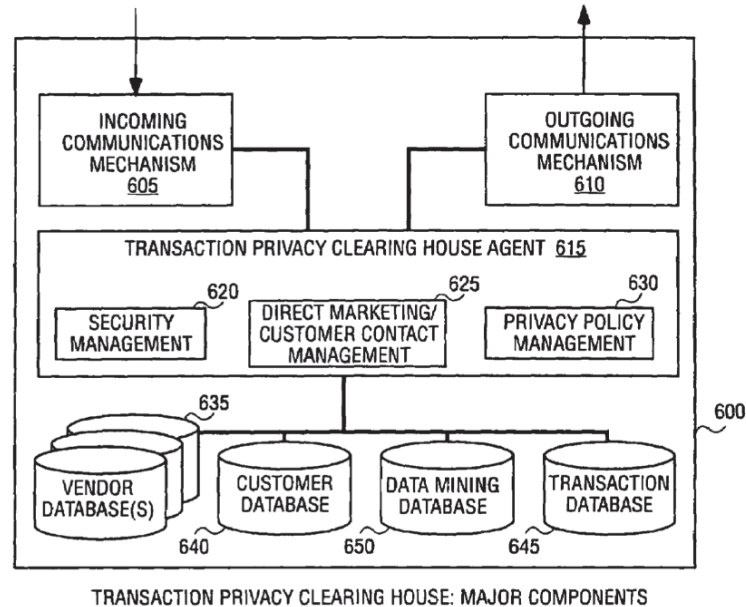 INCOMING
COMMUNICATIONS
MECHANISM
605
OUTGOING
COMMUNICATIONS
MECHANISM
610
TRANSACTION PRIVACY CLEARING HOUSE AGENT 615
620
SECURITY
MANAGEMENT
625
DIRECT MARKETING/
CUSTOMER CONTACT
MANAGEMENT
630
PRIVACY POLICY
MANAGEMENT
600
635
VENDOR
DATABASE(S)
CUSTOMER
DATABASE
640
DATA MINING
DATABASE
650
TRANSACTION
DATABASE
645
TRANSACTION PRIVACY CLEARING HOUSE: MAJOR COMPONENTS